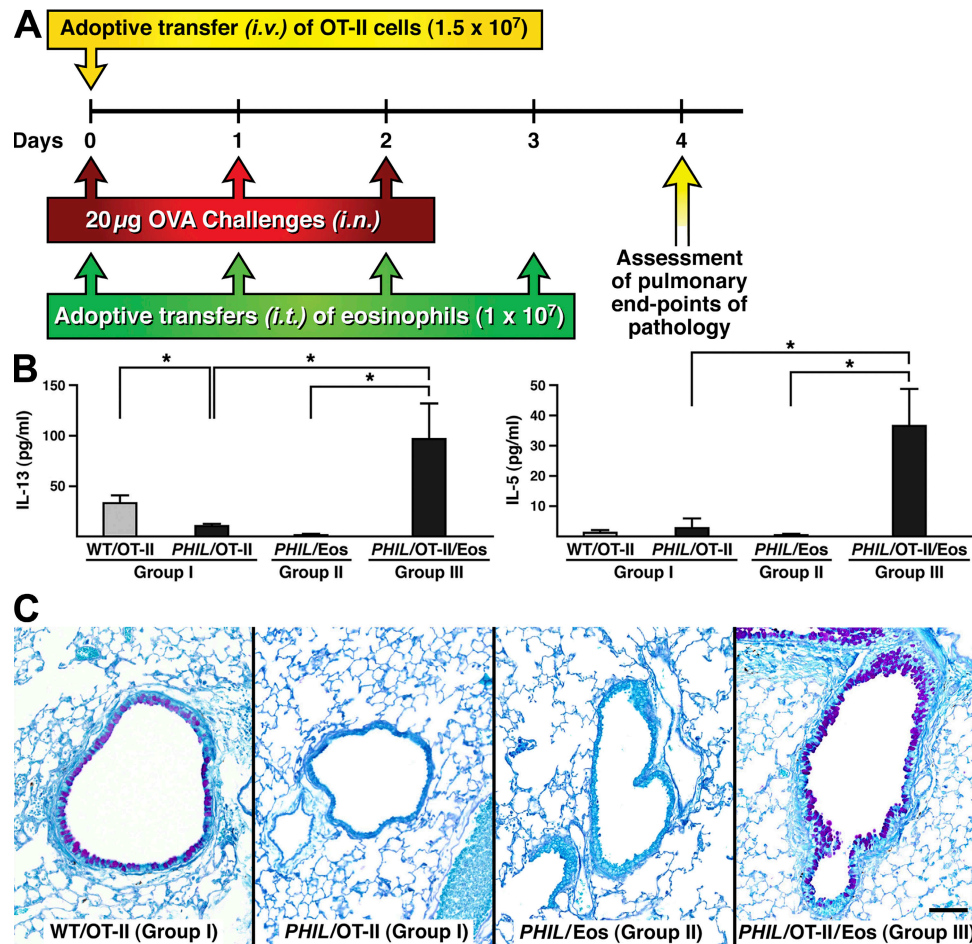 A
Adoptive transfer (i.v.) of OT-II cells (1.5 x 10⁷)
Days 0 1 2 3 4
20µg OVA Challenges (i.n.)
Adoptive transfers (i.t.) of eosinophils (1 x 10⁷)
Assessment
of pulmonary
end-points of
pathology
B
IL-13 (pg/ml)
150
100
50
* * *
WT/OT-II PHIL/OT-II PHIL/Eos PHIL/OT-II/Eos
Group I Group II Group III
IL-5 (pg/ml)
50
40
30
20
10
* *
WT/OT-II PHIL/OT-II PHIL/Eos PHIL/OT-II/Eos
Group I Group II Group III
C
WT/OT-II (Group I) PHIL/OT-II (Group I) PHIL/Eos (Group II) PHIL/OT-II/Eos (Group III)